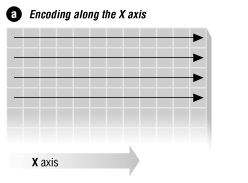 a Encoding along the X axis
X axis